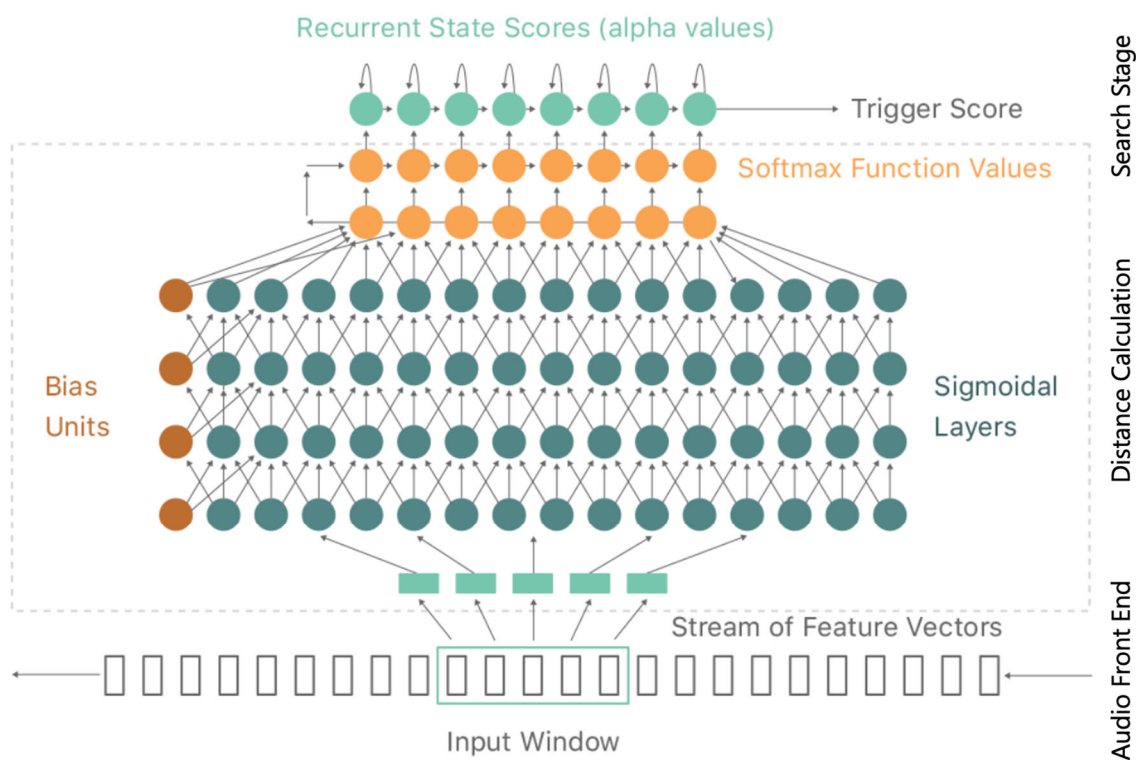 Recurrent State Scores (alpha values)
Trigger Score
Softmax Function Values
Bias
Units
Sigmoidal
Layers
Stream of Feature Vectors
Input Window
Search Stage
Distance Calculation
Audio Front End